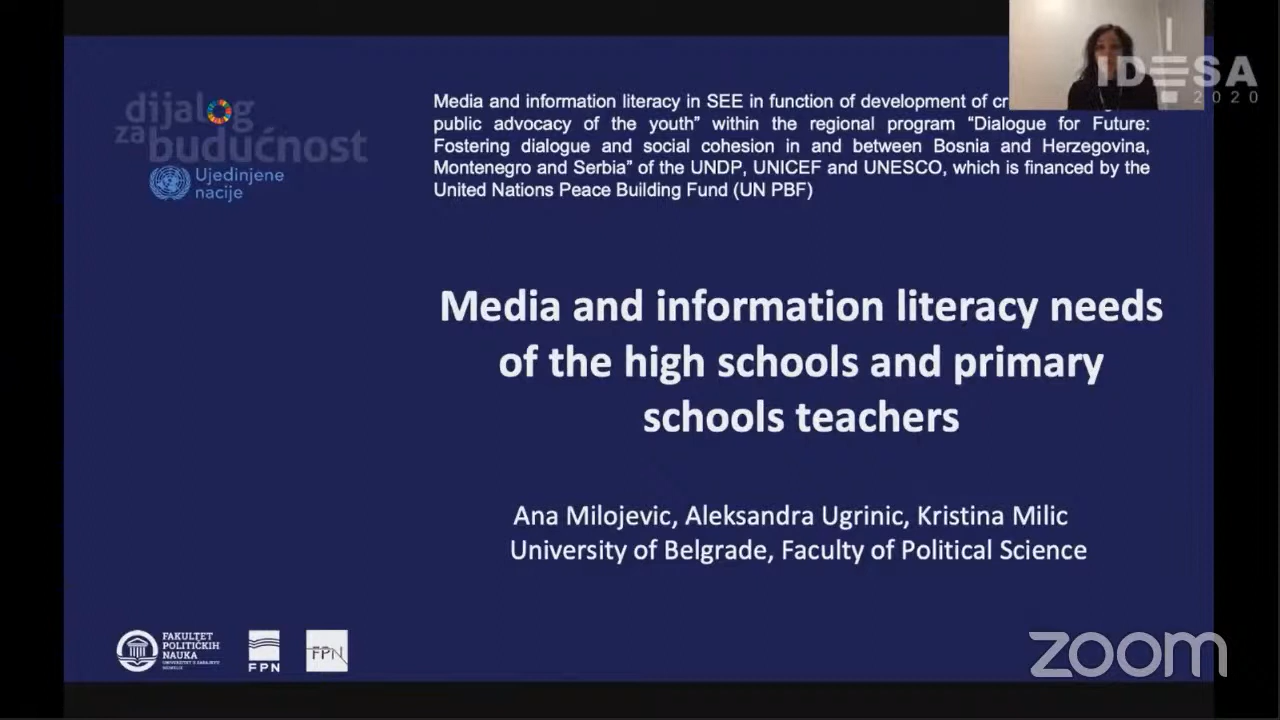 dijalog
za budućnost
Ujedinjene
nacije
IDESA
2020
Media and information literacy in SEE in function of development of
public advocacy of the youth” within the regional program “Dialogue for Future:
Fostering dialogue and social cohesion in and between Bosnia and Herzegovina,
Montenegro and Serbia” of the UNDP, UNICEF and UNESCO, which is financed by the
United Nations Peace Building Fund (UN PBF)
Media and information literacy needs
of the high schools and primary
schools teachers
Ana Milojevic, Aleksandra Ugrinic, Kristina Milic
University of Belgrade, Faculty of Political Science
FAKULTET
POLITIČKIH
NAUKA
FPN
FPN
zoom